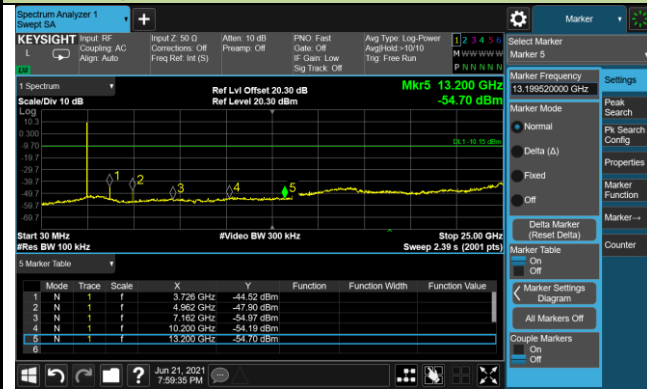 Spectrum Analyzer 1
Swept SA
+
Marker
KEYSIGHT
L
Input: RF
Coupling: AC
Align: Auto
Input Z: 50 Ω
Corrections: Off
Freq Ref: Int (S)
Atten: 10 dB
Preamp: Off
PNO: Fast
Gate: Off
IF Gain: Low
Sig Track: Off
Avg Type: Log-Power
Avg|Hold:>10/10
Trig: Free Run
1 2 3 4 5 6
M W W W W W
P N N N N N
Select Marker
Marker 5
Marker Frequency
13.199520000 GHz
Marker Mode
Normal
Delta (Δ)
Fixed
Off
Delta Marker
(Reset Delta)
Marker Table
On
Off
Marker Settings
Diagram
All Markers Off
Couple Markers
On
Off
Settings
Peak
Search
Pk Search
Config
Properties
Marker
Function
Marker→
Counter
1 Spectrum
Scale/Div 10 dB
Log
Ref Lvl Offset 20.30 dB
Ref Level 20.30 dBm
Mkr5 13.200 GHz
-54.70 dBm
10.3
0.300
-9.70
-19.7
-29.7
-39.7
-49.7
-59.7
-69.7
DL1 -10.15 dBm
1
2
3
4
5
Start 30 MHz
#Res BW 100 kHz
#Video BW 300 kHz
Stop 25.00 GHz
Sweep 2.39 s (2001 pts)
5 Marker Table
Mode Trace Scale X Y Function Function Width Function Value
1 N 1 f 3.726 GHz -44.52 dBm
2 N 1 f 4.962 GHz -47.90 dBm
3 N 1 f 7.162 GHz -54.97 dBm
4 N 1 f 10.200 GHz -54.19 dBm
5 N 1 f 13.200 GHz -54.70 dBm
6
?
Jun 21, 2021
7:59:35 PM